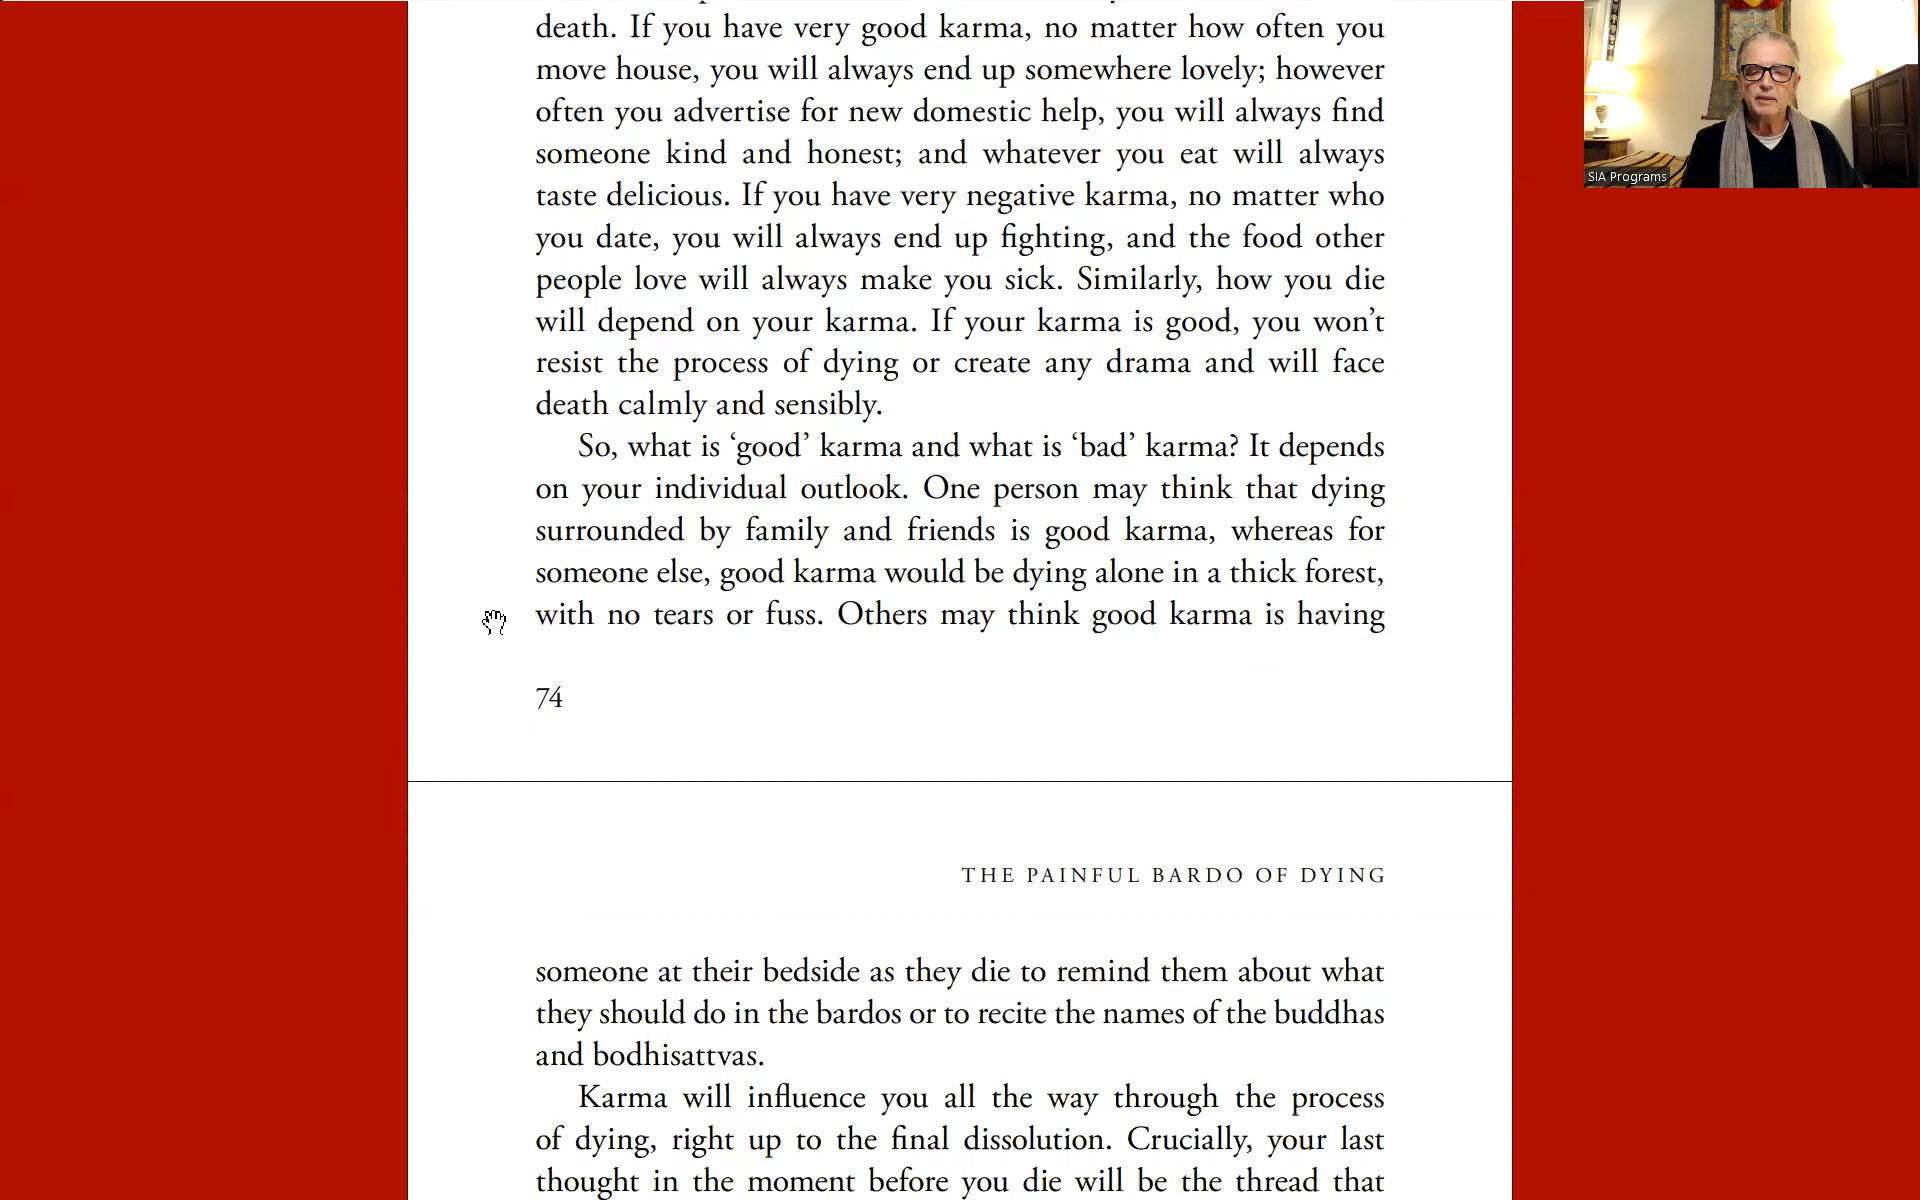 death. If you have very good karma, no matter how often you
move house, you will always end up somewhere lovely; however
often you advertise for new domestic help, you will always find
someone kind and honest; and whatever you eat will always
taste delicious. If you have very negative karma, no matter who
you date, you will always end up fighting, and the food other
people love will always make you sick. Similarly, how you die
will depend on your karma. If your karma is good, you won’t
resist the process of dying or create any drama and will face
death calmly and sensibly.
So, what is ‘good’ karma and what is ‘bad’ karma? It depends
on your individual outlook. One person may think that dying
surrounded by family and friends is good karma, whereas for
someone else, good karma would be dying alone in a thick forest,
with no tears or fuss. Others may think good karma is having
74
THE PAINFUL BARDO OF DYING
someone at their bedside as they die to remind them about what
they should do in the bardos or to recite the names of the buddhas
and bodhisattvas.
Karma will influence you all the way through the process
of dying, right up to the final dissolution. Crucially, your last
thought in the moment before you die will be the thread that
SIA Programs